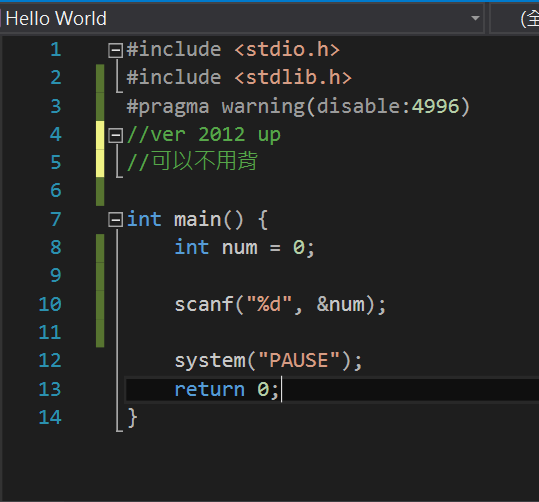 Hello World (全
1 #include <stdio.h>
2 #include <stdlib.h>
3 #pragma warning(disable:4996)
4 //ver 2012 up
5 //可以不用背
6
7 int main() {
8 int num = 0;
9
10 scanf("%d", &num);
11
12 system("PAUSE");
13 return 0;
14 }